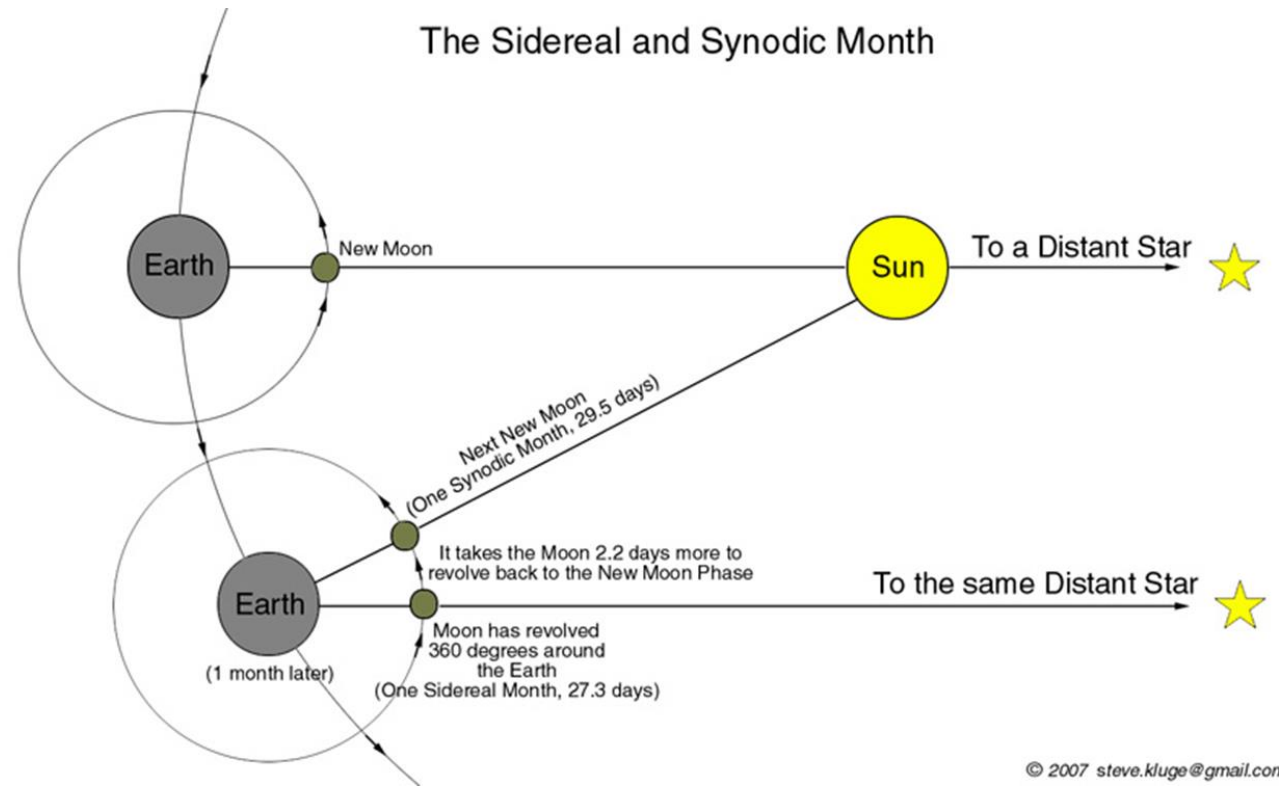 The Sidereal and Synodic Month
Earth
New Moon
Sun
To a Distant Star
Next New Moon
(One Synodic Month, 29.5 days)
It takes the Moon 2.2 days more to
revolve back to the New Moon Phase
To the same Distant Star
Earth
Moon has revolved
360 degrees around
the Earth
(One Sidereal Month, 27.3 days)
(1 month later)
© 2007 steve.kluge@gmail.com